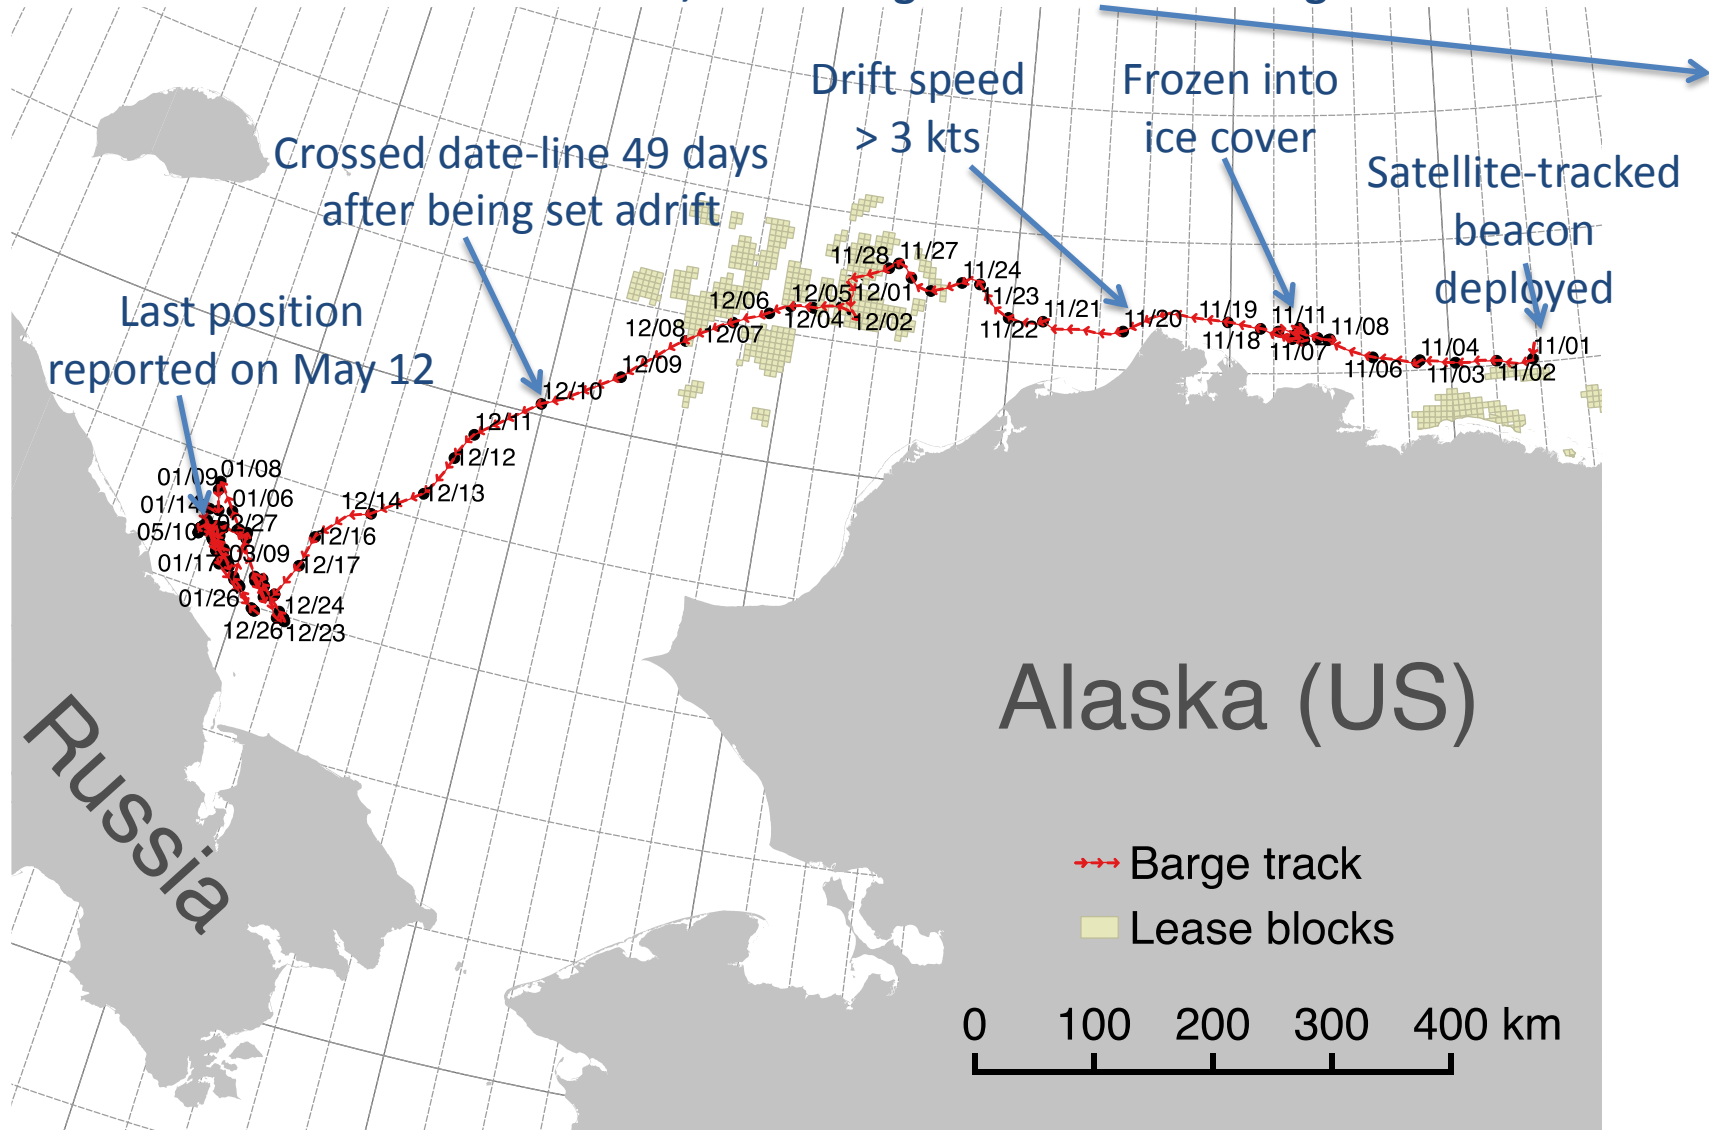 Drift speed
> 3 kts
Frozen into
ice cover
Satellite-tracked
beacon
deployed
Crossed date-line 49 days
after being set adrift
Last position
reported on May 12
11/28
11/27
11/24
11/23
11/22
11/21
11/20
11/19
11/18
11/11
11/07
11/08
11/06
11/04
11/03
11/01
11/02
12/01
12/02
12/05
12/04
12/06
12/07
12/08
12/09
12/10
12/11
12/12
12/13
12/14
12/16
12/17
01/09
01/08
01/06
01/14
02/27
05/10
03/09
01/17
01/26
12/24
12/26
12/23
Russia
Alaska (US)
Barge track
Lease blocks
0 100 200 300 400 km